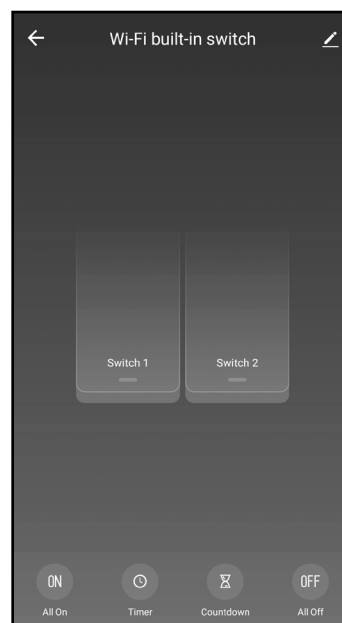 Wi-Fi built-in switch
Switch 1 Switch 2
ON OFF
All On Timer Countdown All Off